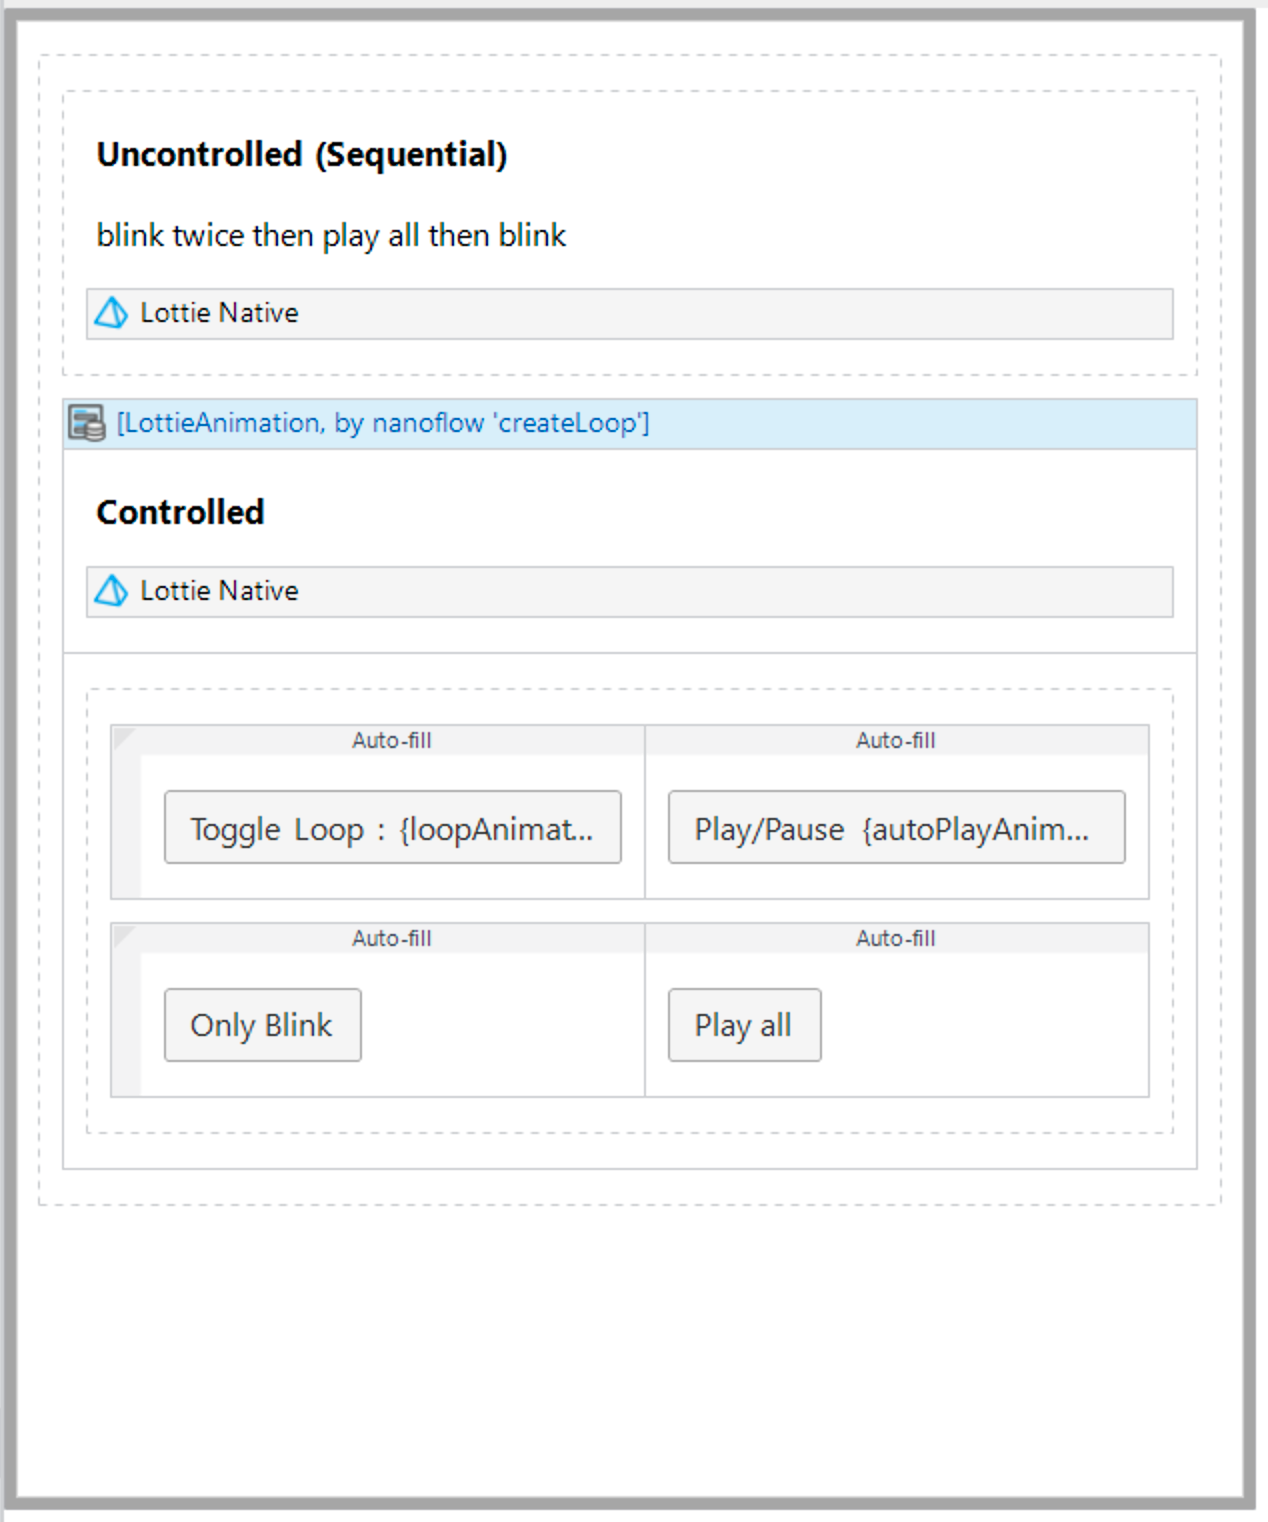 Uncontrolled (Sequential)
blink twice then play all then blink
Lottie Native
[LottieAnimation, by nanoflow 'createLoop']
Controlled
Lottie Native
Auto-fill
Auto-fill
Toggle Loop : {loopAnimat...
Play/Pause {autoPlayAnim...
Auto-fill
Auto-fill
Only Blink
Play all